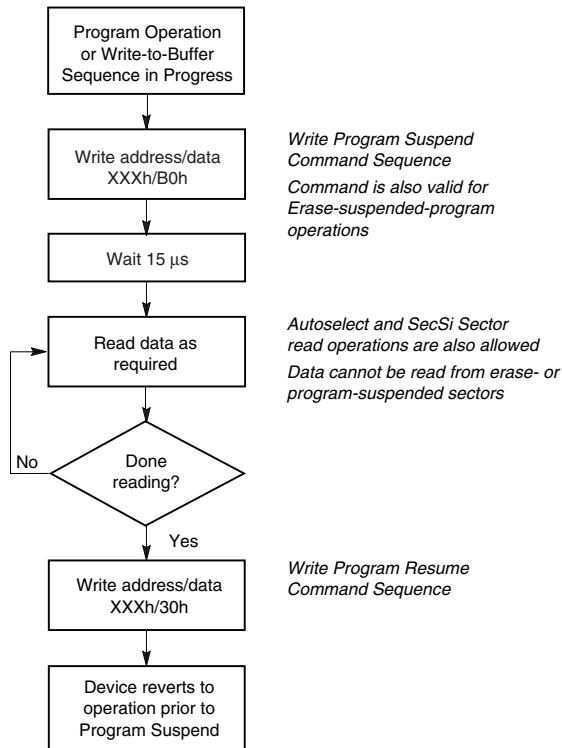 Program Operation
or Write-to-Buffer
Sequence in Progress
Write address/data
XXXh/B0h
Write Program Suspend
Command Sequence
Command is also valid for
Erase-suspended-program
operations
Wait 15 μs
Read data as
required
Autoselect and SecSi Sector
read operations are also allowed
Data cannot be read from erase- or
program-suspended sectors
No
Done
reading?
Yes
Write address/data
XXXh/30h
Write Program Resume
Command Sequence
Device reverts to
operation prior to
Program Suspend